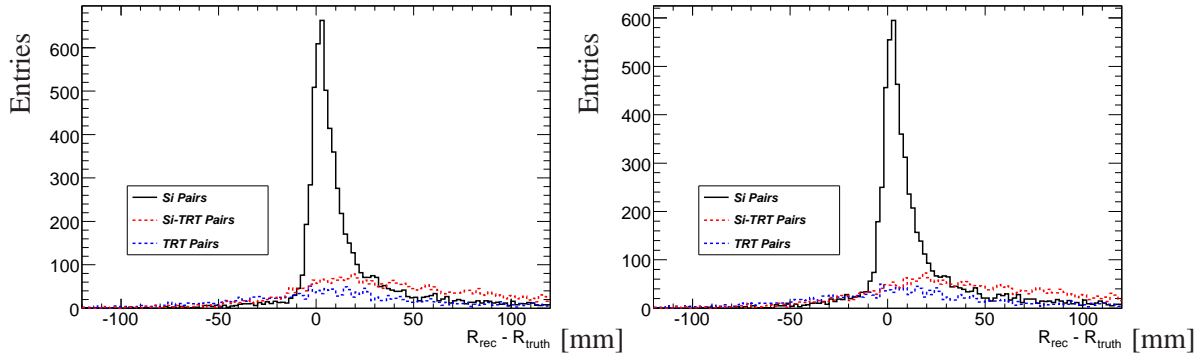 Entries
600
500
400
300
200
100
0
Si Pairs
Si-TRT Pairs
TRT Pairs
-100 -50 0 50 100
R_rec - R_truth [mm]
Entries
600
500
400
300
200
100
0
Si Pairs
Si-TRT Pairs
TRT Pairs
-100 -50 0 50 100
R_rec - R_truth [mm]